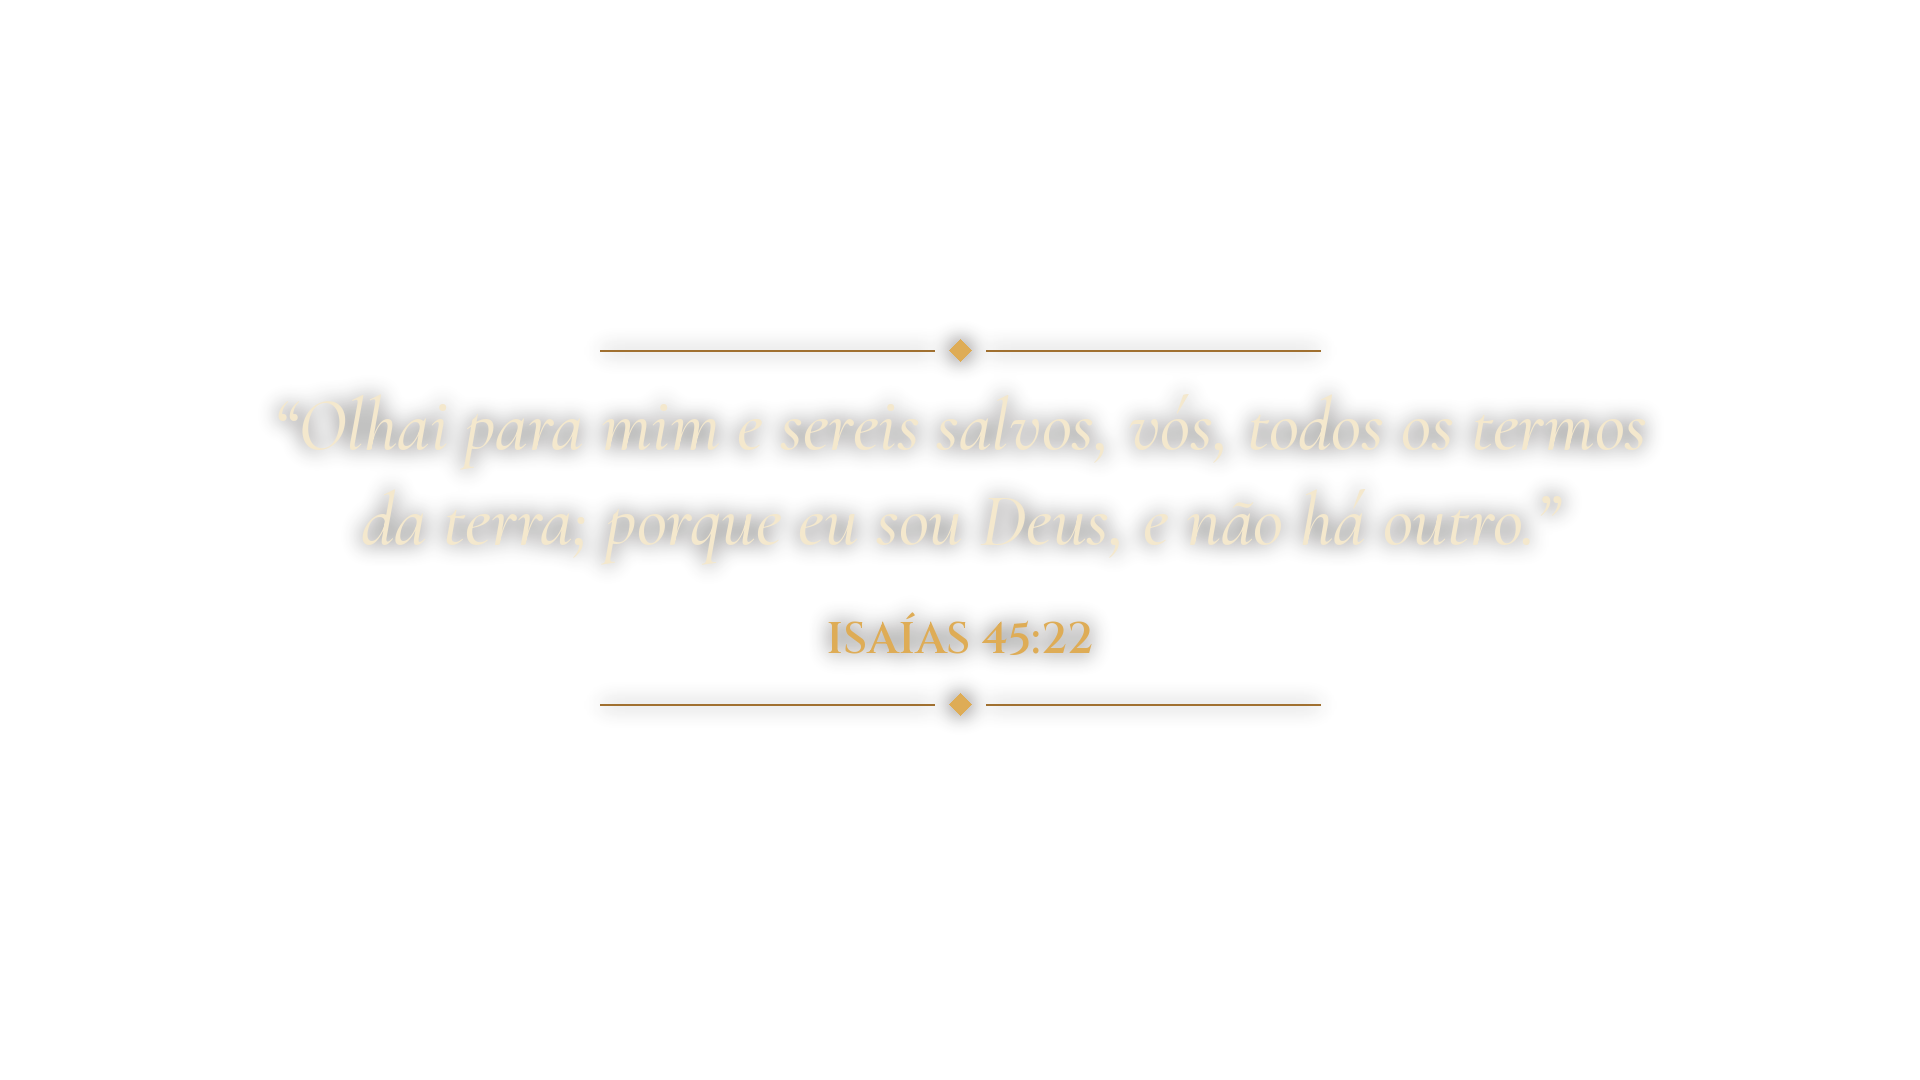 “Olhai para mim e sereis salvos, vós, todos os termos
da terra; porque eu sou Deus, e não há outro.”
ISAÍAS 45:22